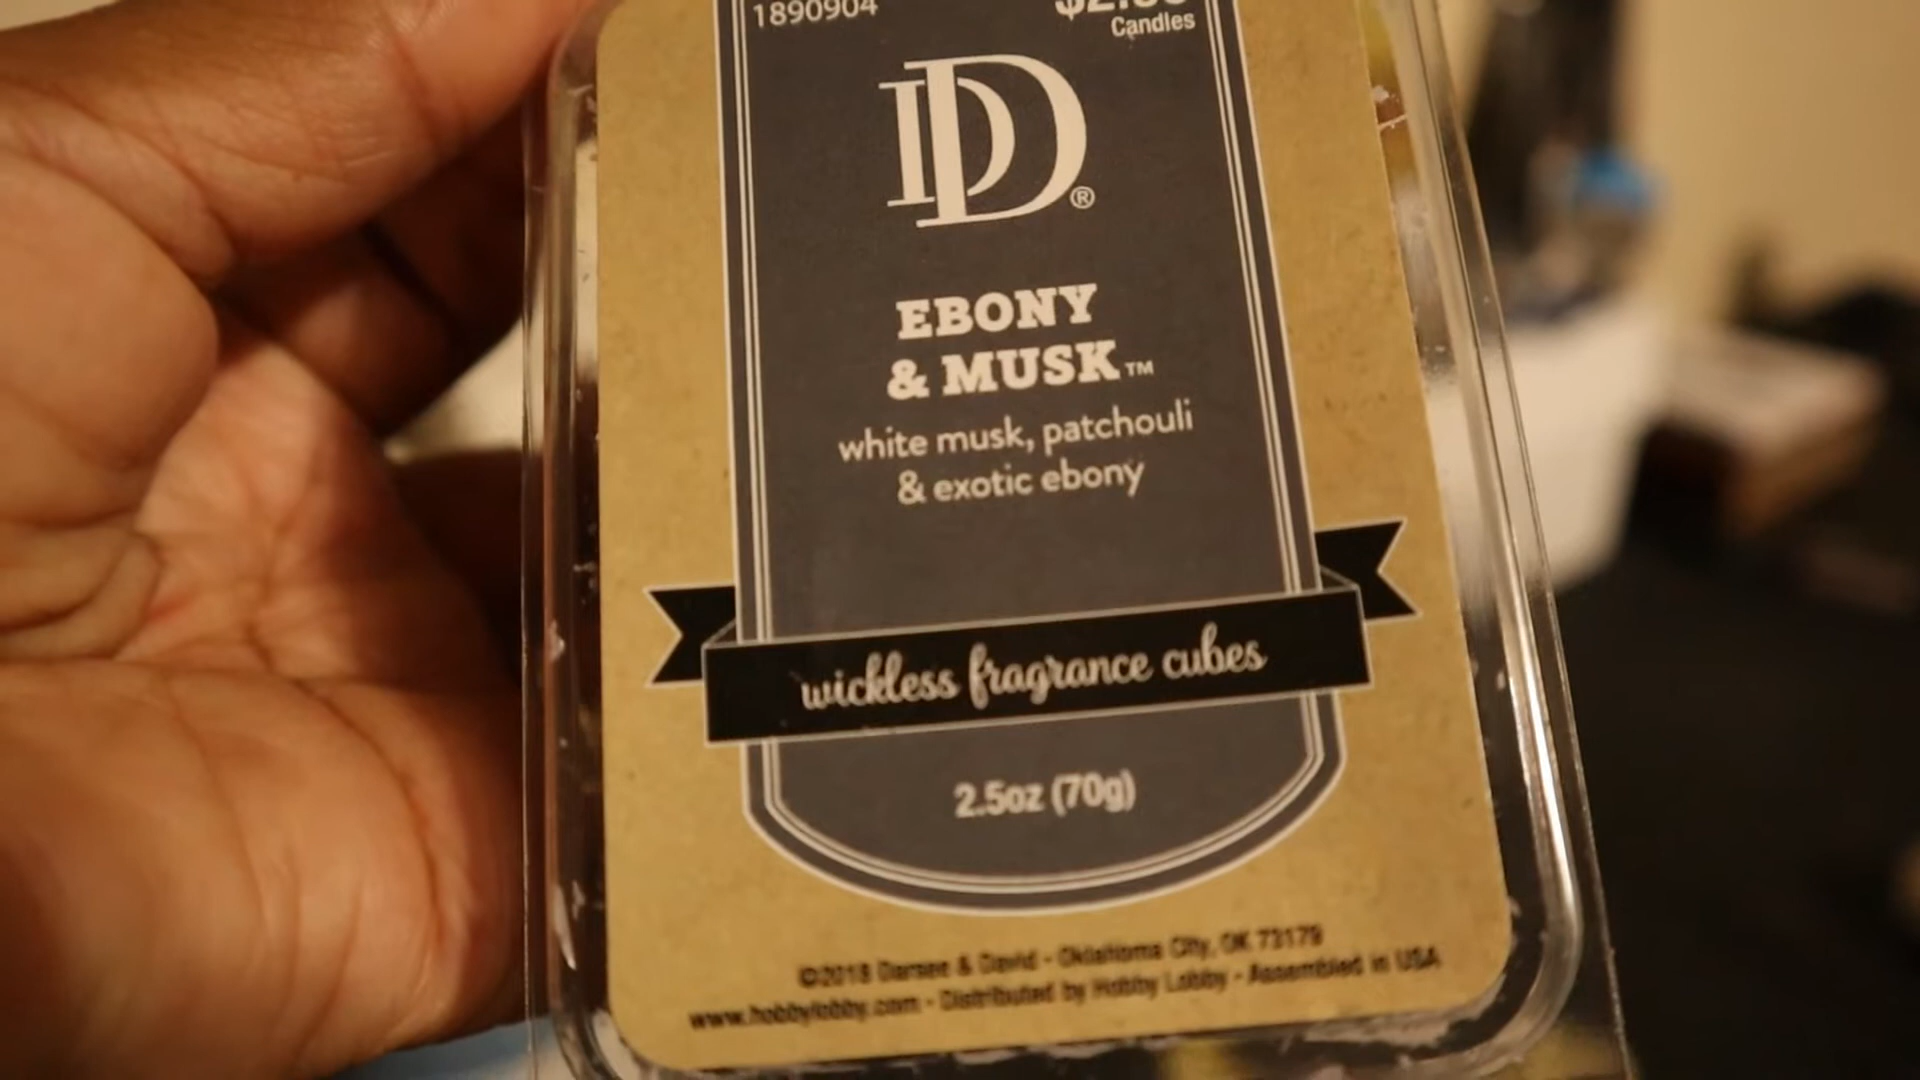 1890904
Candles
DD®
EBONY
& MUSK™
white musk, patchouli
& exotic ebony
wickless fragrance cubes
2.5oz (70g)
©2018 Darsee & David - Oklahoma City, OK 73179
www.hobbylobby.com - Distributed by Hobby Lobby - Assembled in USA